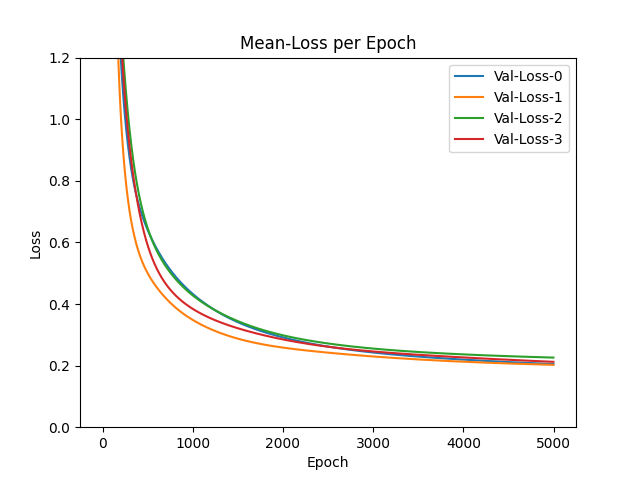 Mean-Loss per Epoch
1.2
1.0
0.8
0.6
0.4
0.2
0.0
Loss
Val-Loss-0
Val-Loss-1
Val-Loss-2
Val-Loss-3
0 1000 2000 3000 4000 5000
Epoch